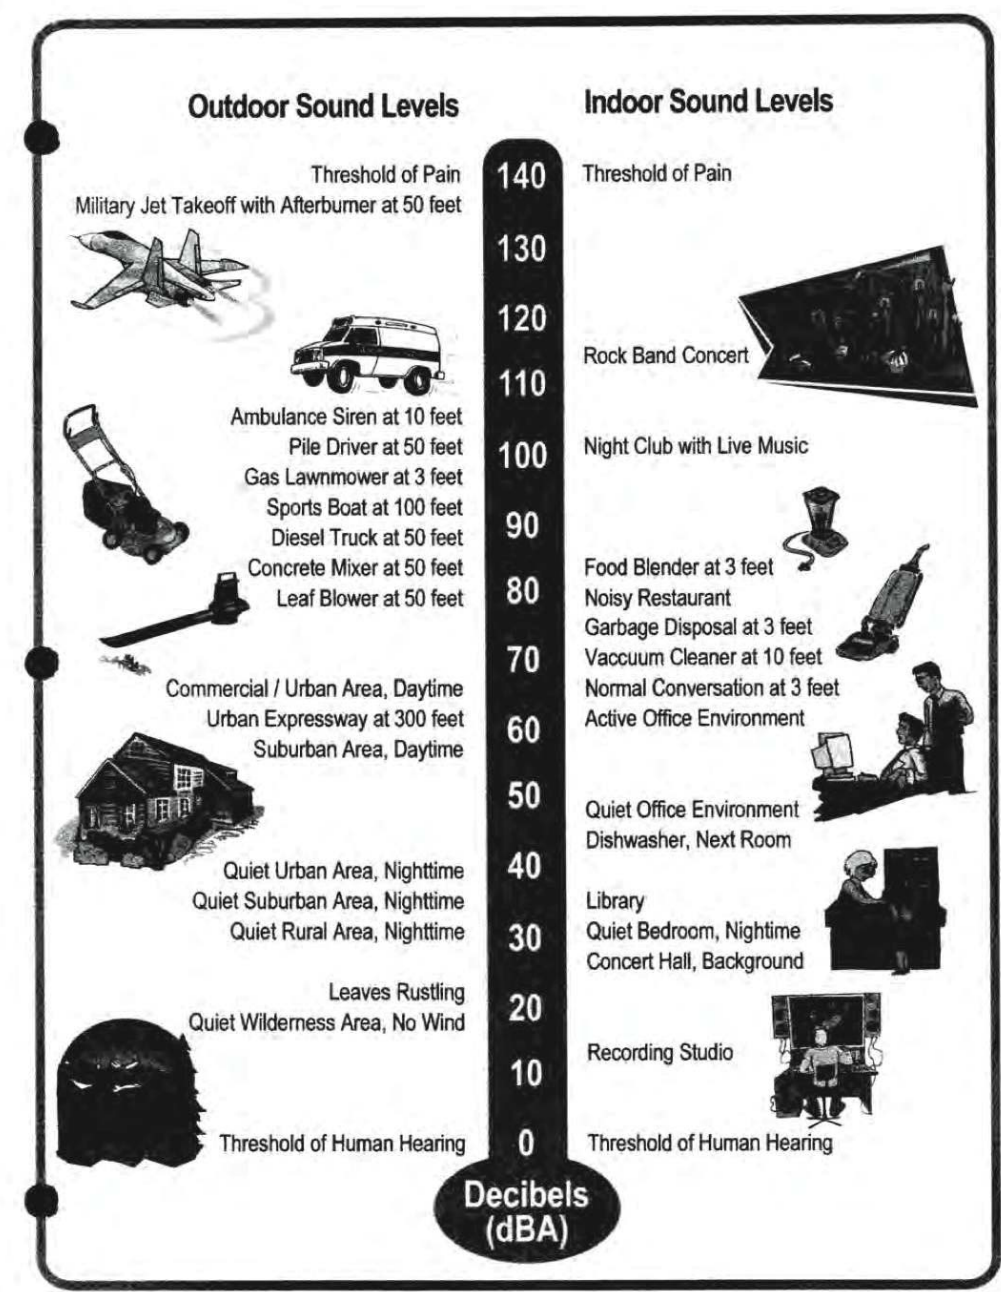 Outdoor Sound Levels
Threshold of Pain
Military Jet Takeoff with Afterburner at 50 feet
Ambulance Siren at 10 feet
Pile Driver at 50 feet
Gas Lawnmower at 3 feet
Sports Boat at 100 feet
Diesel Truck at 50 feet
Concrete Mixer at 50 feet
Leaf Blower at 50 feet
Commercial / Urban Area, Daytime
Urban Expressway at 300 feet
Suburban Area, Daytime
Quiet Urban Area, Nighttime
Quiet Suburban Area, Nighttime
Quiet Rural Area, Nighttime
Leaves Rustling
Quiet Wilderness Area, No Wind
Threshold of Human Hearing
140
130
120
110
100
90
80
70
60
50
40
30
20
10
0
Decibels
(dBA)
Indoor Sound Levels
Threshold of Pain
Rock Band Concert
Night Club with Live Music
Food Blender at 3 feet
Noisy Restaurant
Garbage Disposal at 3 feet
Vaccuum Cleaner at 10 feet
Normal Conversation at 3 feet
Active Office Environment
Quiet Office Environment
Dishwasher, Next Room
Library
Quiet Bedroom, Nightime
Concert Hall, Background
Recording Studio
Threshold of Human Hearing